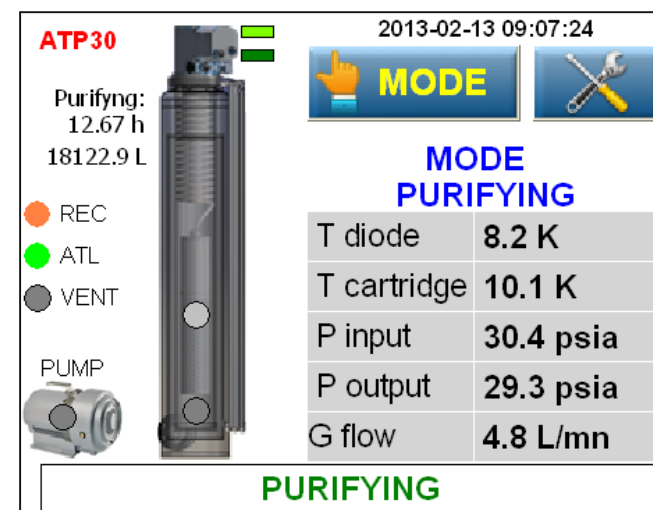 ATP30
2013-02-13 09:07:24
MODE
Purifyng:
12.67 h
18122.9 L
MODE
PURIFYING
REC
ATL
VENT
PUMP
T diode 8.2 K
T cartridge 10.1 K
P input 30.4 psia
P output 29.3 psia
G flow 4.8 L/mn
PURIFYING